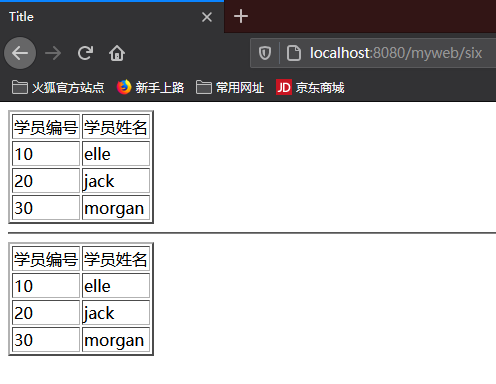 Title
localhost:8080/myweb/six
火狐官方站点 新手上路 常用网址 JD 京东商城
学员编号 学员姓名
10 elle
20 jack
30 morgan
学员编号 学员姓名
10 elle
20 jack
30 morgan